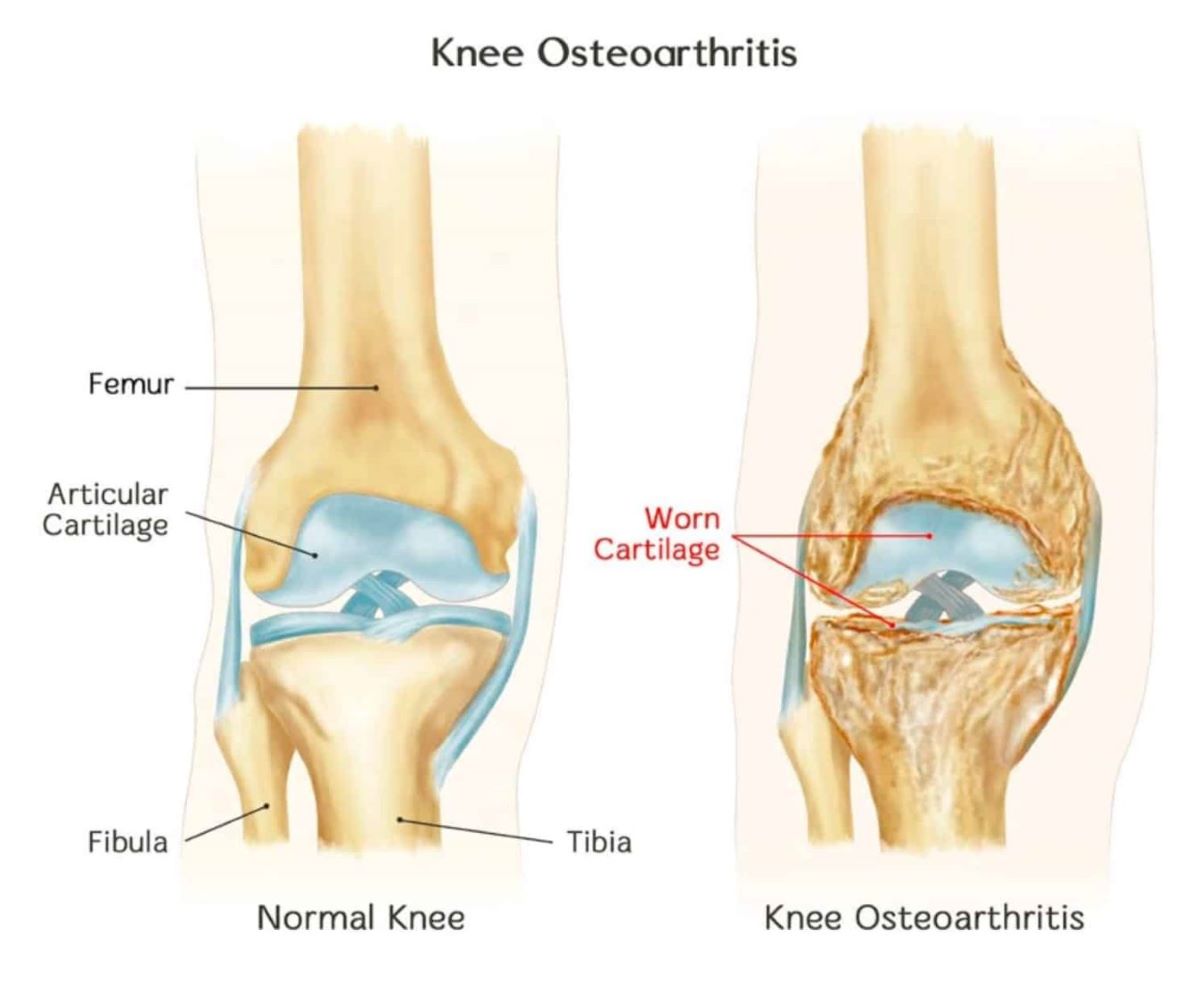 Knee Osteoarthritis
Femur
Articular
Cartilage
Worn
Cartilage
Fibula
Tibia
Normal Knee
Knee Osteoarthritis